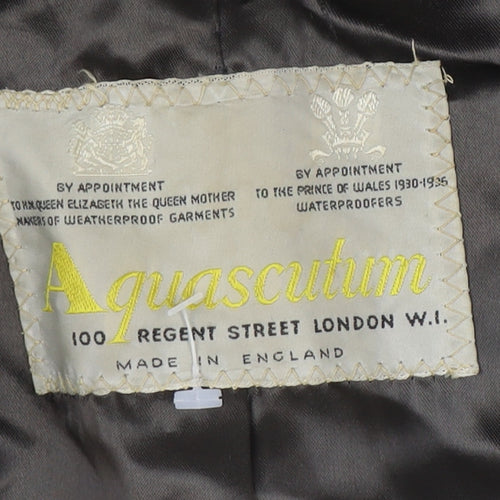 BY APPOINTMENT
TO H.M.QUEEN ELIZABETH THE QUEEN MOTHER
MAKERS OF WEATHERPROOF GARMENTS
BY APPOINTMENT
TO THE PRINCE OF WALES 1930-1936
WATERPROOFERS
Aquascutum
100 REGENT STREET LONDON W.I.
MADE IN ENGLAND